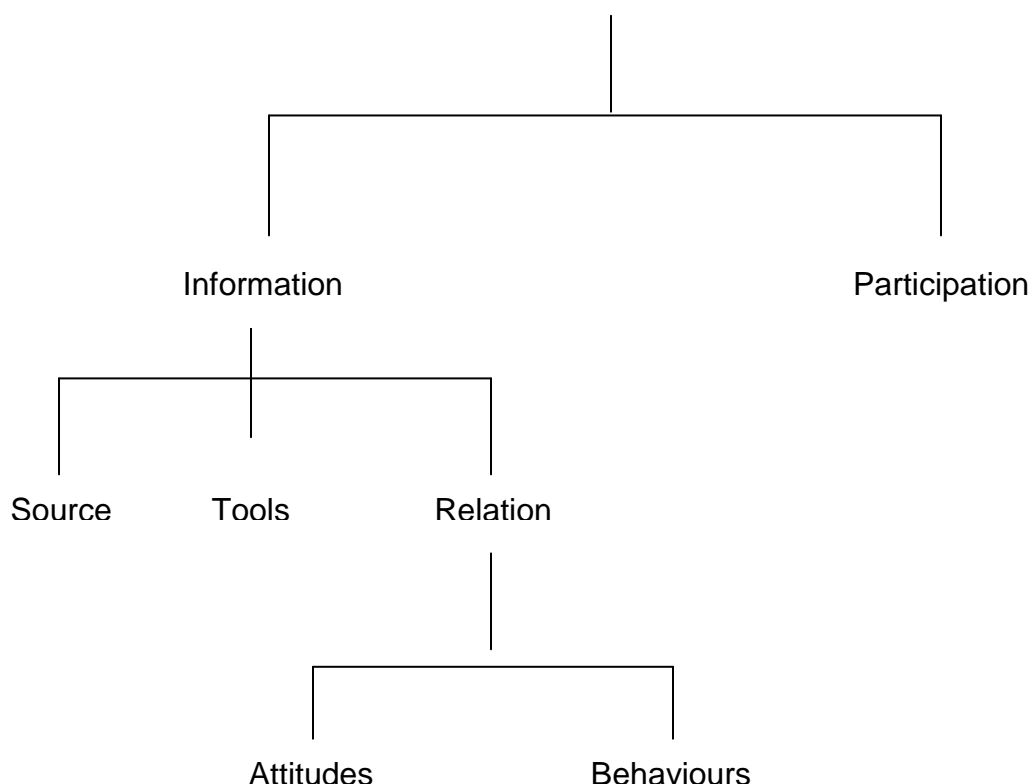 Information Participation
Source Tools Relation
Attitudes Behaviours